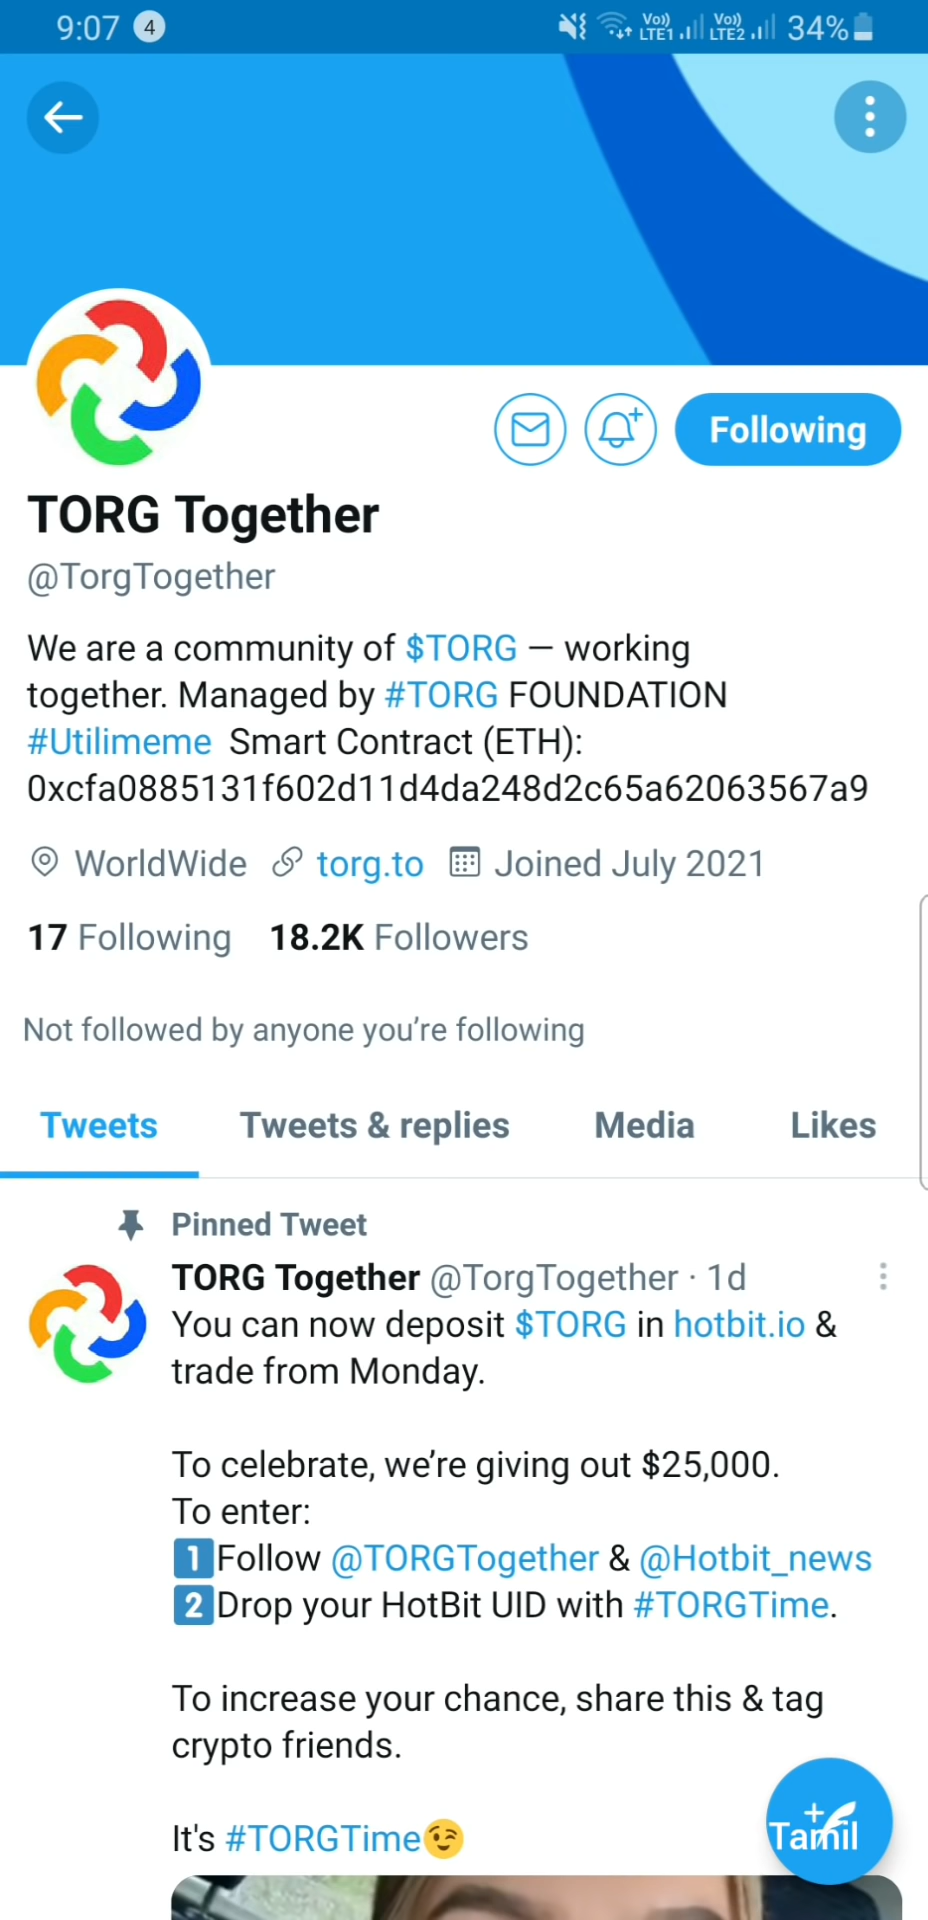 9:07 4 Vo)) LTE1 Vo)) LTE2 34%
Following
TORG Together
@TorgTogether
We are a community of $TORG — working
together. Managed by #TORG FOUNDATION
#Utilimeme Smart Contract (ETH):
0xcfa0885131f602d11d4da248d2c65a62063567a9
WorldWide torg.to Joined July 2021
17 Following 18.2K Followers
Not followed by anyone you're following
Tweets Tweets & replies Media Likes
Pinned Tweet
TORG Together @TorgTogether · 1d
You can now deposit $TORG in hotbit.io &
trade from Monday.
To celebrate, we're giving out $25,000.
To enter:
1️⃣Follow @TORGTogether & @Hotbit_news
2️⃣Drop your HotBit UID with #TORGTime.
To increase your chance, share this & tag
crypto friends.
It's #TORGTime😉
Tamil